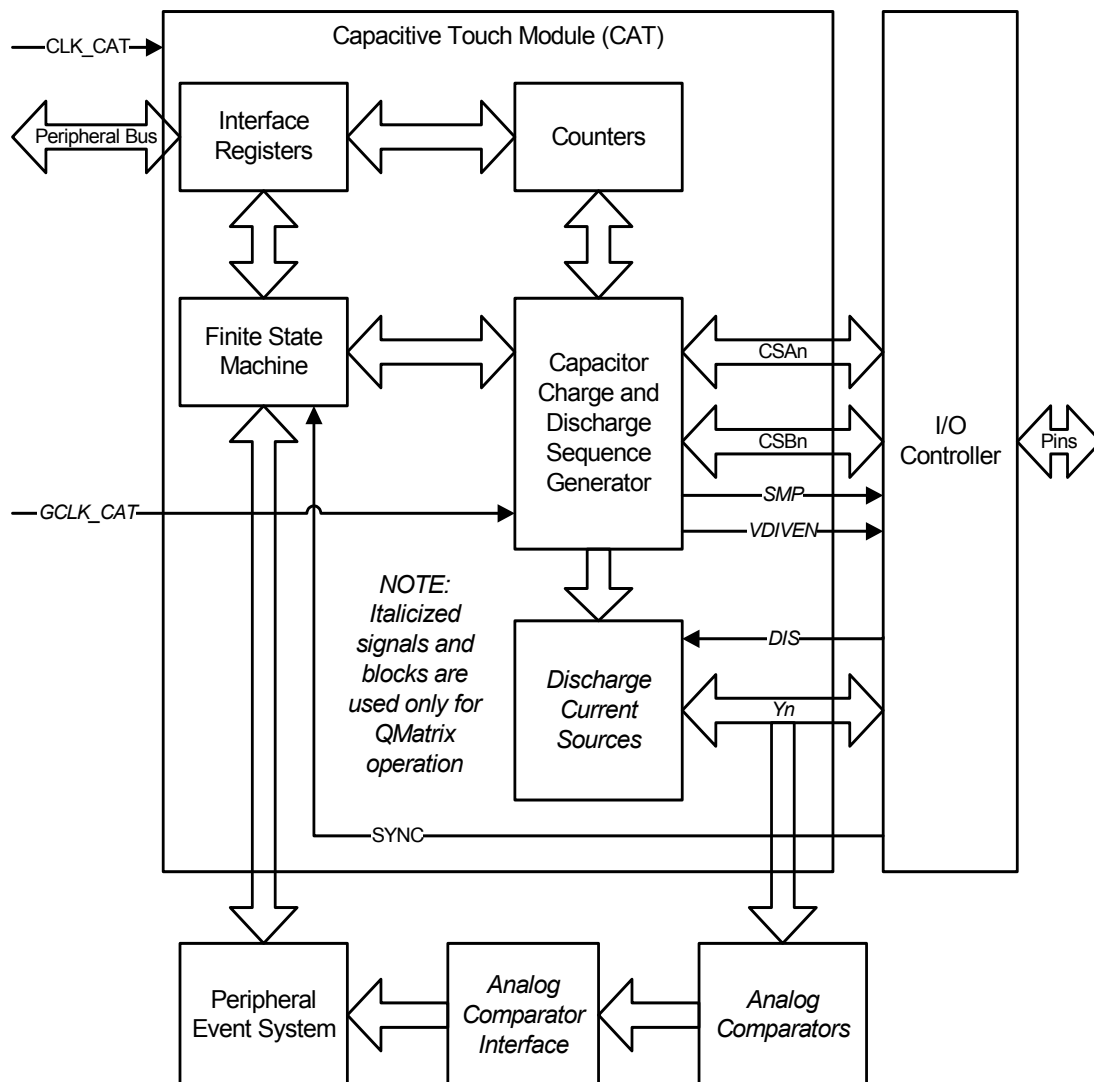 Capacitive Touch Module (CAT)
CLK_CAT
Peripheral Bus
Interface
Registers
Counters
Finite State
Machine
Capacitor
Charge and
Discharge
Sequence
Generator
CSAn
CSBn
SMP
VDIVEN
I/O
Controller
Pins
GCLK_CAT
NOTE:
Italicized
signals and
blocks are
used only for
QMatrix
operation
Discharge
Current
Sources
DIS
Yn
SYNC
Peripheral
Event System
Analog
Comparator
Interface
Analog
Comparators